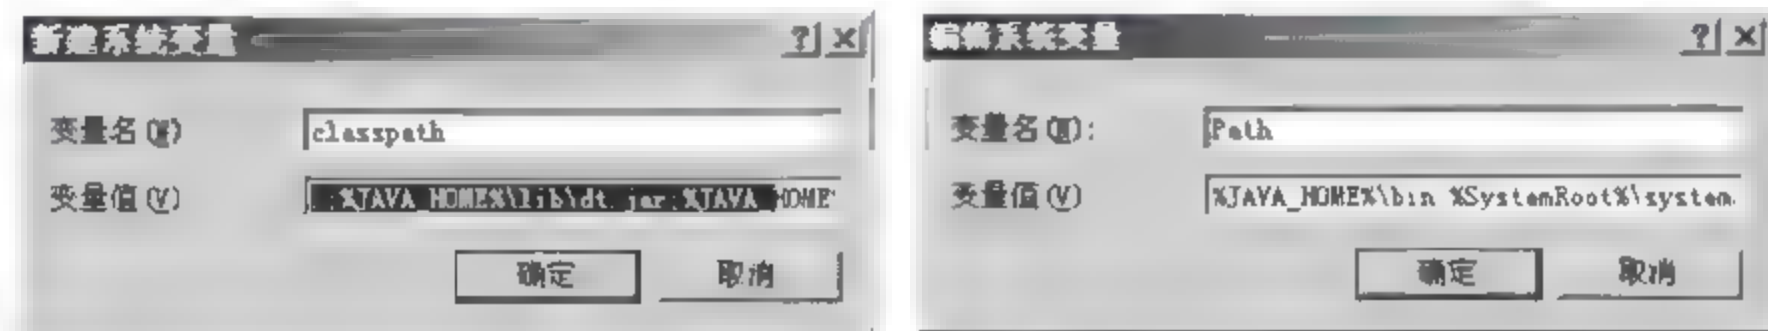 新建系统变量
变量名(N)
classpath
变量值(V)
.;%JAVA_HOME%\lib\dt.jar;%JAVA_HOME
确定 取消
编辑系统变量
变量名(N):
Path
变量值(V)
%JAVA_HOME%\bin %SystemRoot%\system
确定 取消